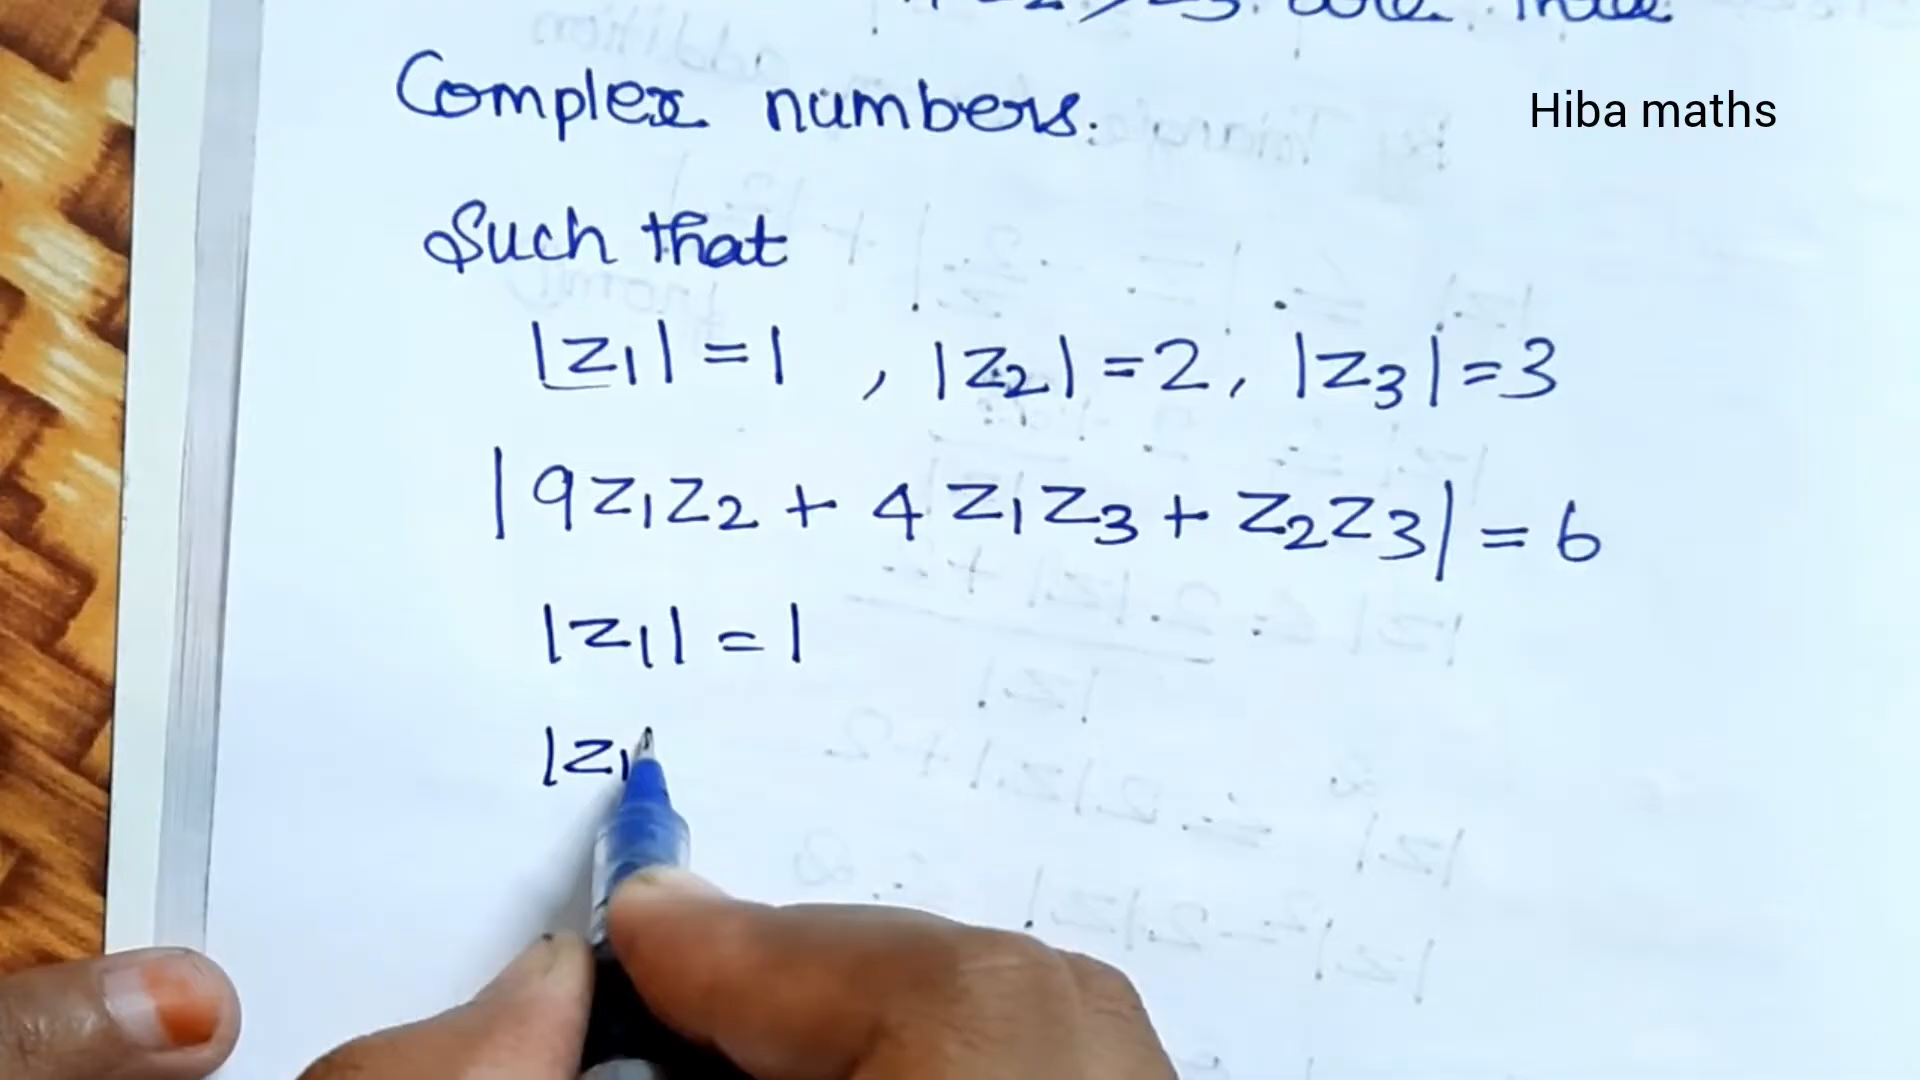 Complex numbers.
Hiba maths
Such that
|z₁| = 1 , |z₂| = 2, |z₃| = 3
|9z₁z₂ + 4z₁z₃ + z₂z₃| = 6
|z₁| = 1
|z₁